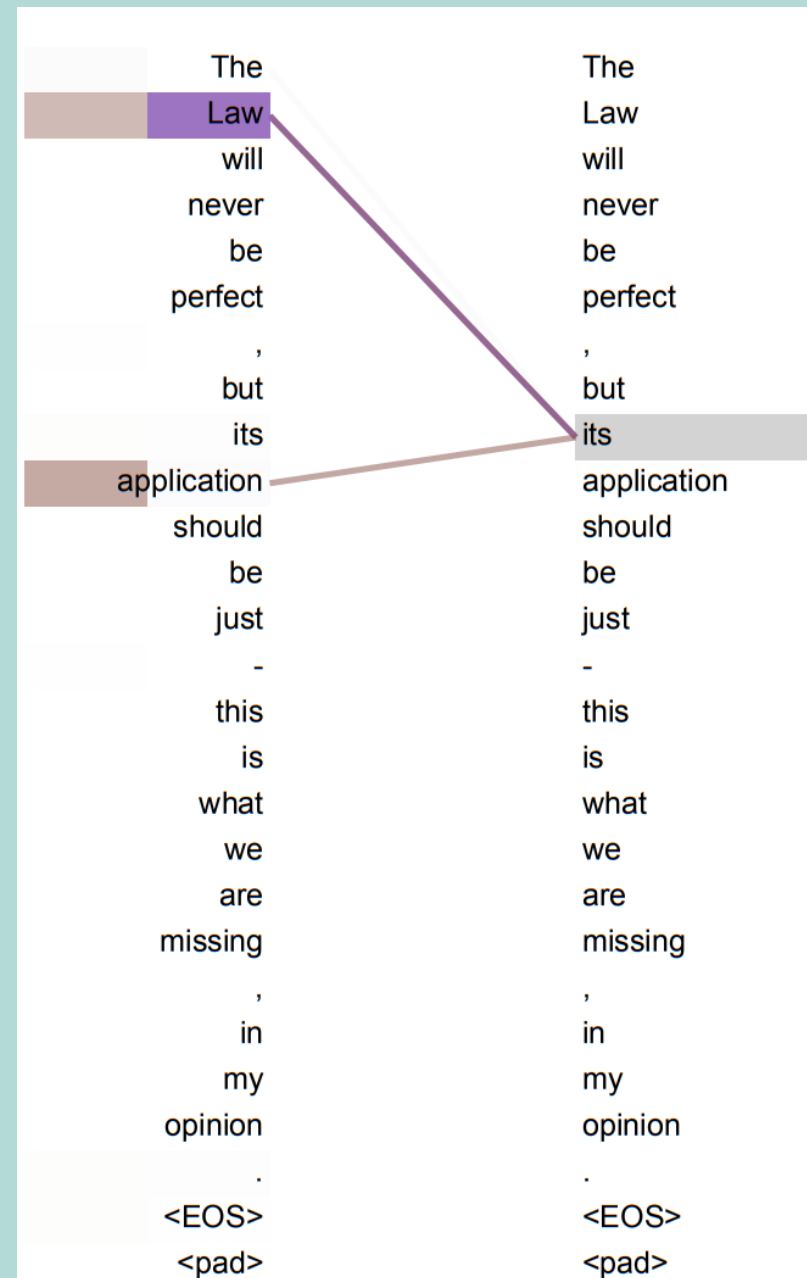 The The
Law Law
will will
never never
be be
perfect perfect
, ,
but but
its its
application application
should should
be be
just just
- -
this this
is is
what what
we we
are are
missing missing
, ,
in in
my my
opinion opinion
. .
<EOS> <EOS>
<pad> <pad>